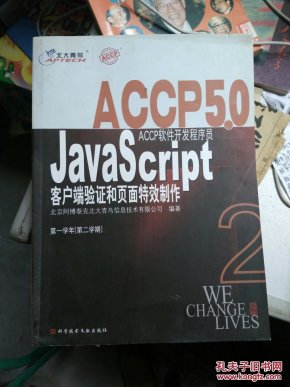 北大青鸟
APTECH
ACCP
ACCP5.0
ACCP软件开发程序员
JavaScript
客户端验证和页面特效制作
北京阿博泰克北大青鸟信息技术有限公司 编著
第一学年(第二学期)
2
WE
CHANGE
LIVES
科学技术文献出版社
孔夫子旧书网